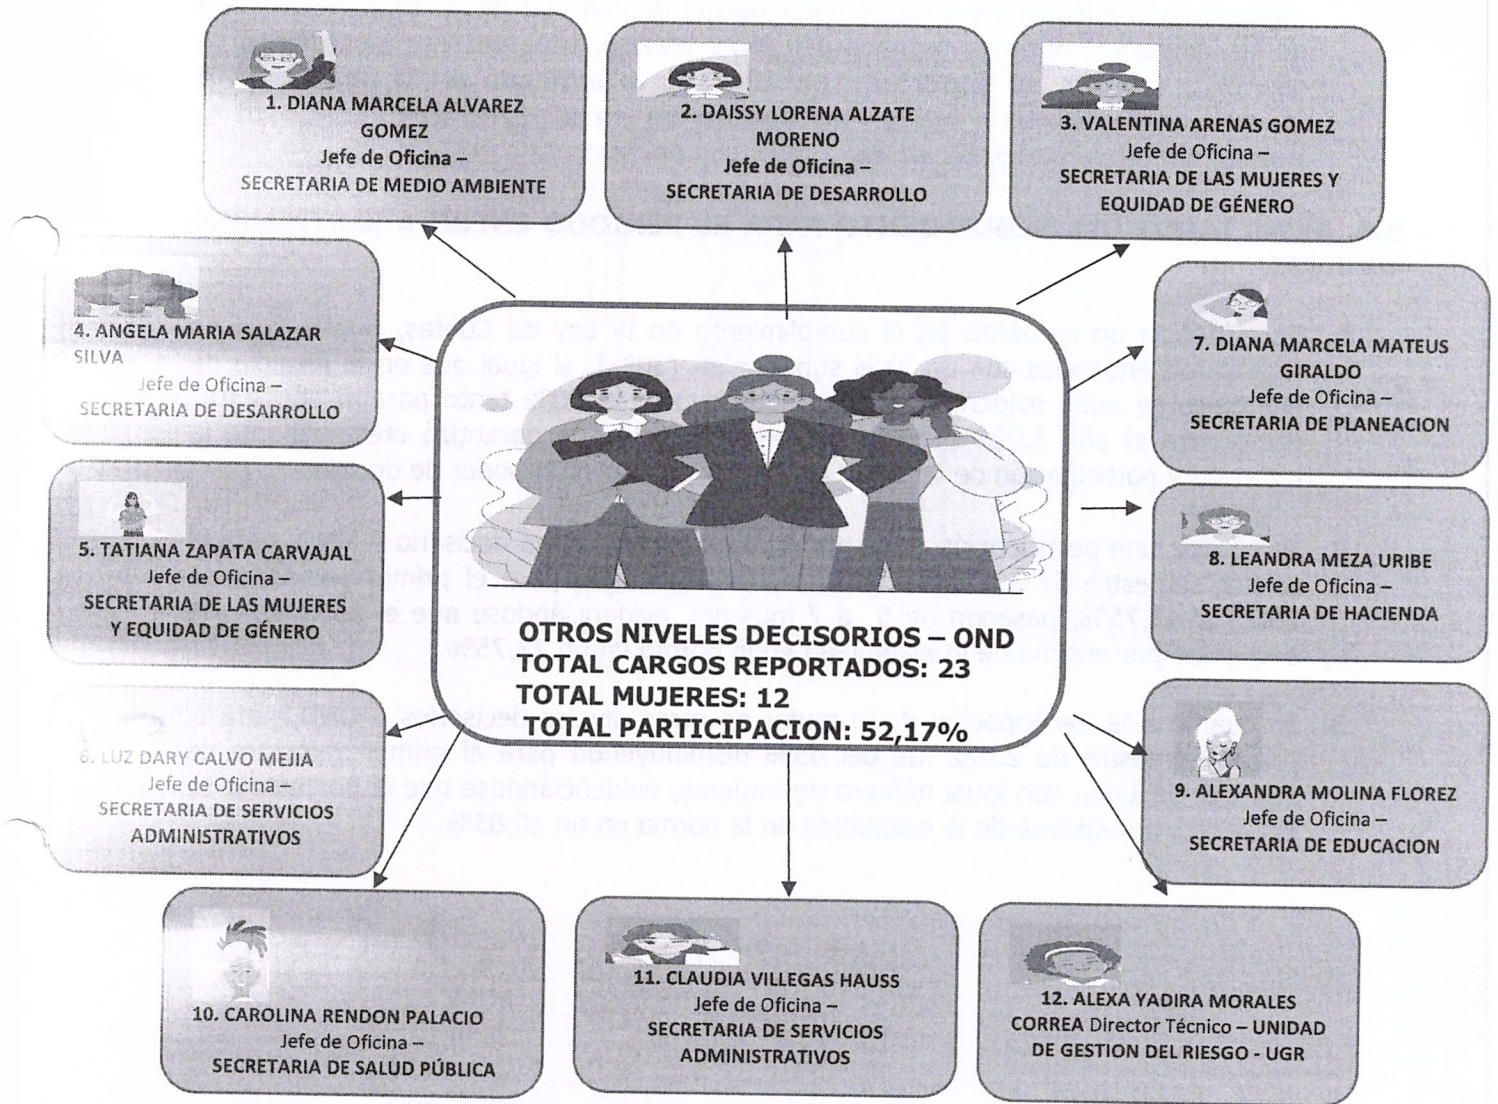 1. DIANA MARCELA ALVAREZ
GOMEZ
Jefe de Oficina –
SECRETARIA DE MEDIO AMBIENTE
2. DAISSY LORENA ALZATE
MORENO
Jefe de Oficina –
SECRETARIA DE DESARROLLO
3. VALENTINA ARENAS GOMEZ
Jefe de Oficina –
SECRETARIA DE LAS MUJERES Y
EQUIDAD DE GÉNERO
4. ANGELA MARIA SALAZAR
SILVA
Jefe de Oficina –
SECRETARIA DE DESARROLLO
5. TATIANA ZAPATA CARVAJAL
Jefe de Oficina –
SECRETARIA DE LAS MUJERES
Y EQUIDAD DE GÉNERO
6. LUZ DARY CALVO MEJIA
Jefe de Oficina –
SECRETARIA DE SERVICIOS
ADMINISTRATIVOS
OTROS NIVELES DECISORIOS – OND
TOTAL CARGOS REPORTADOS: 23
TOTAL MUJERES: 12
TOTAL PARTICIPACION: 52,17%
7. DIANA MARCELA MATEUS
GIRALDO
Jefe de Oficina –
SECRETARIA DE PLANEACION
8. LEANDRA MEZA URIBE
Jefe de Oficina –
SECRETARIA DE HACIENDA
9. ALEXANDRA MOLINA FLOREZ
Jefe de Oficina –
SECRETARIA DE EDUCACION
10. CAROLINA RENDON PALACIO
Jefe de Oficina –
SECRETARIA DE SALUD PÚBLICA
11. CLAUDIA VILLEGAS HAUSS
Jefe de Oficina –
SECRETARIA DE SERVICIOS
ADMINISTRATIVOS
12. ALEXA YADIRA MORALES
CORREA Director Técnico – UNIDAD
DE GESTION DEL RIESGO - UGR